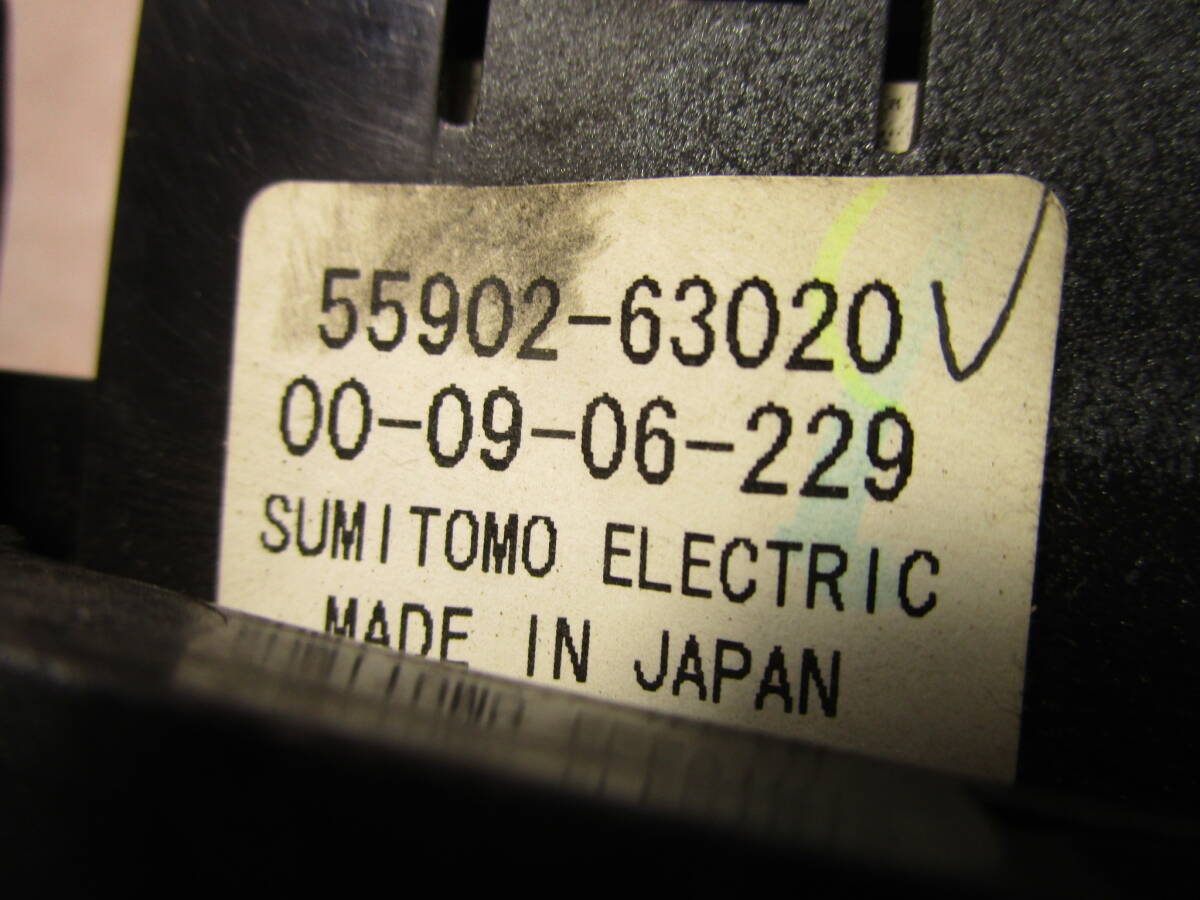 55902-63020 V
00-09-06-229
SUMITOMO ELECTRIC
MADE IN JAPAN